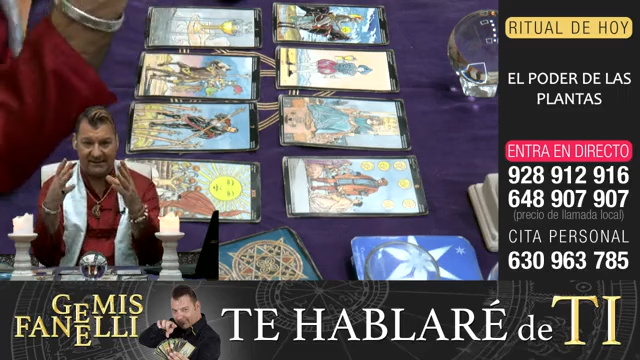 RITUAL DE HOY
EL PODER DE LAS
PLANTAS
ENTRA EN DIRECTO
928 912 916
648 907 907
(precio de llamada local)
CITA PERSONAL
630 963 785
GEMIS
FANELLI
TE HABLARÉ de TI